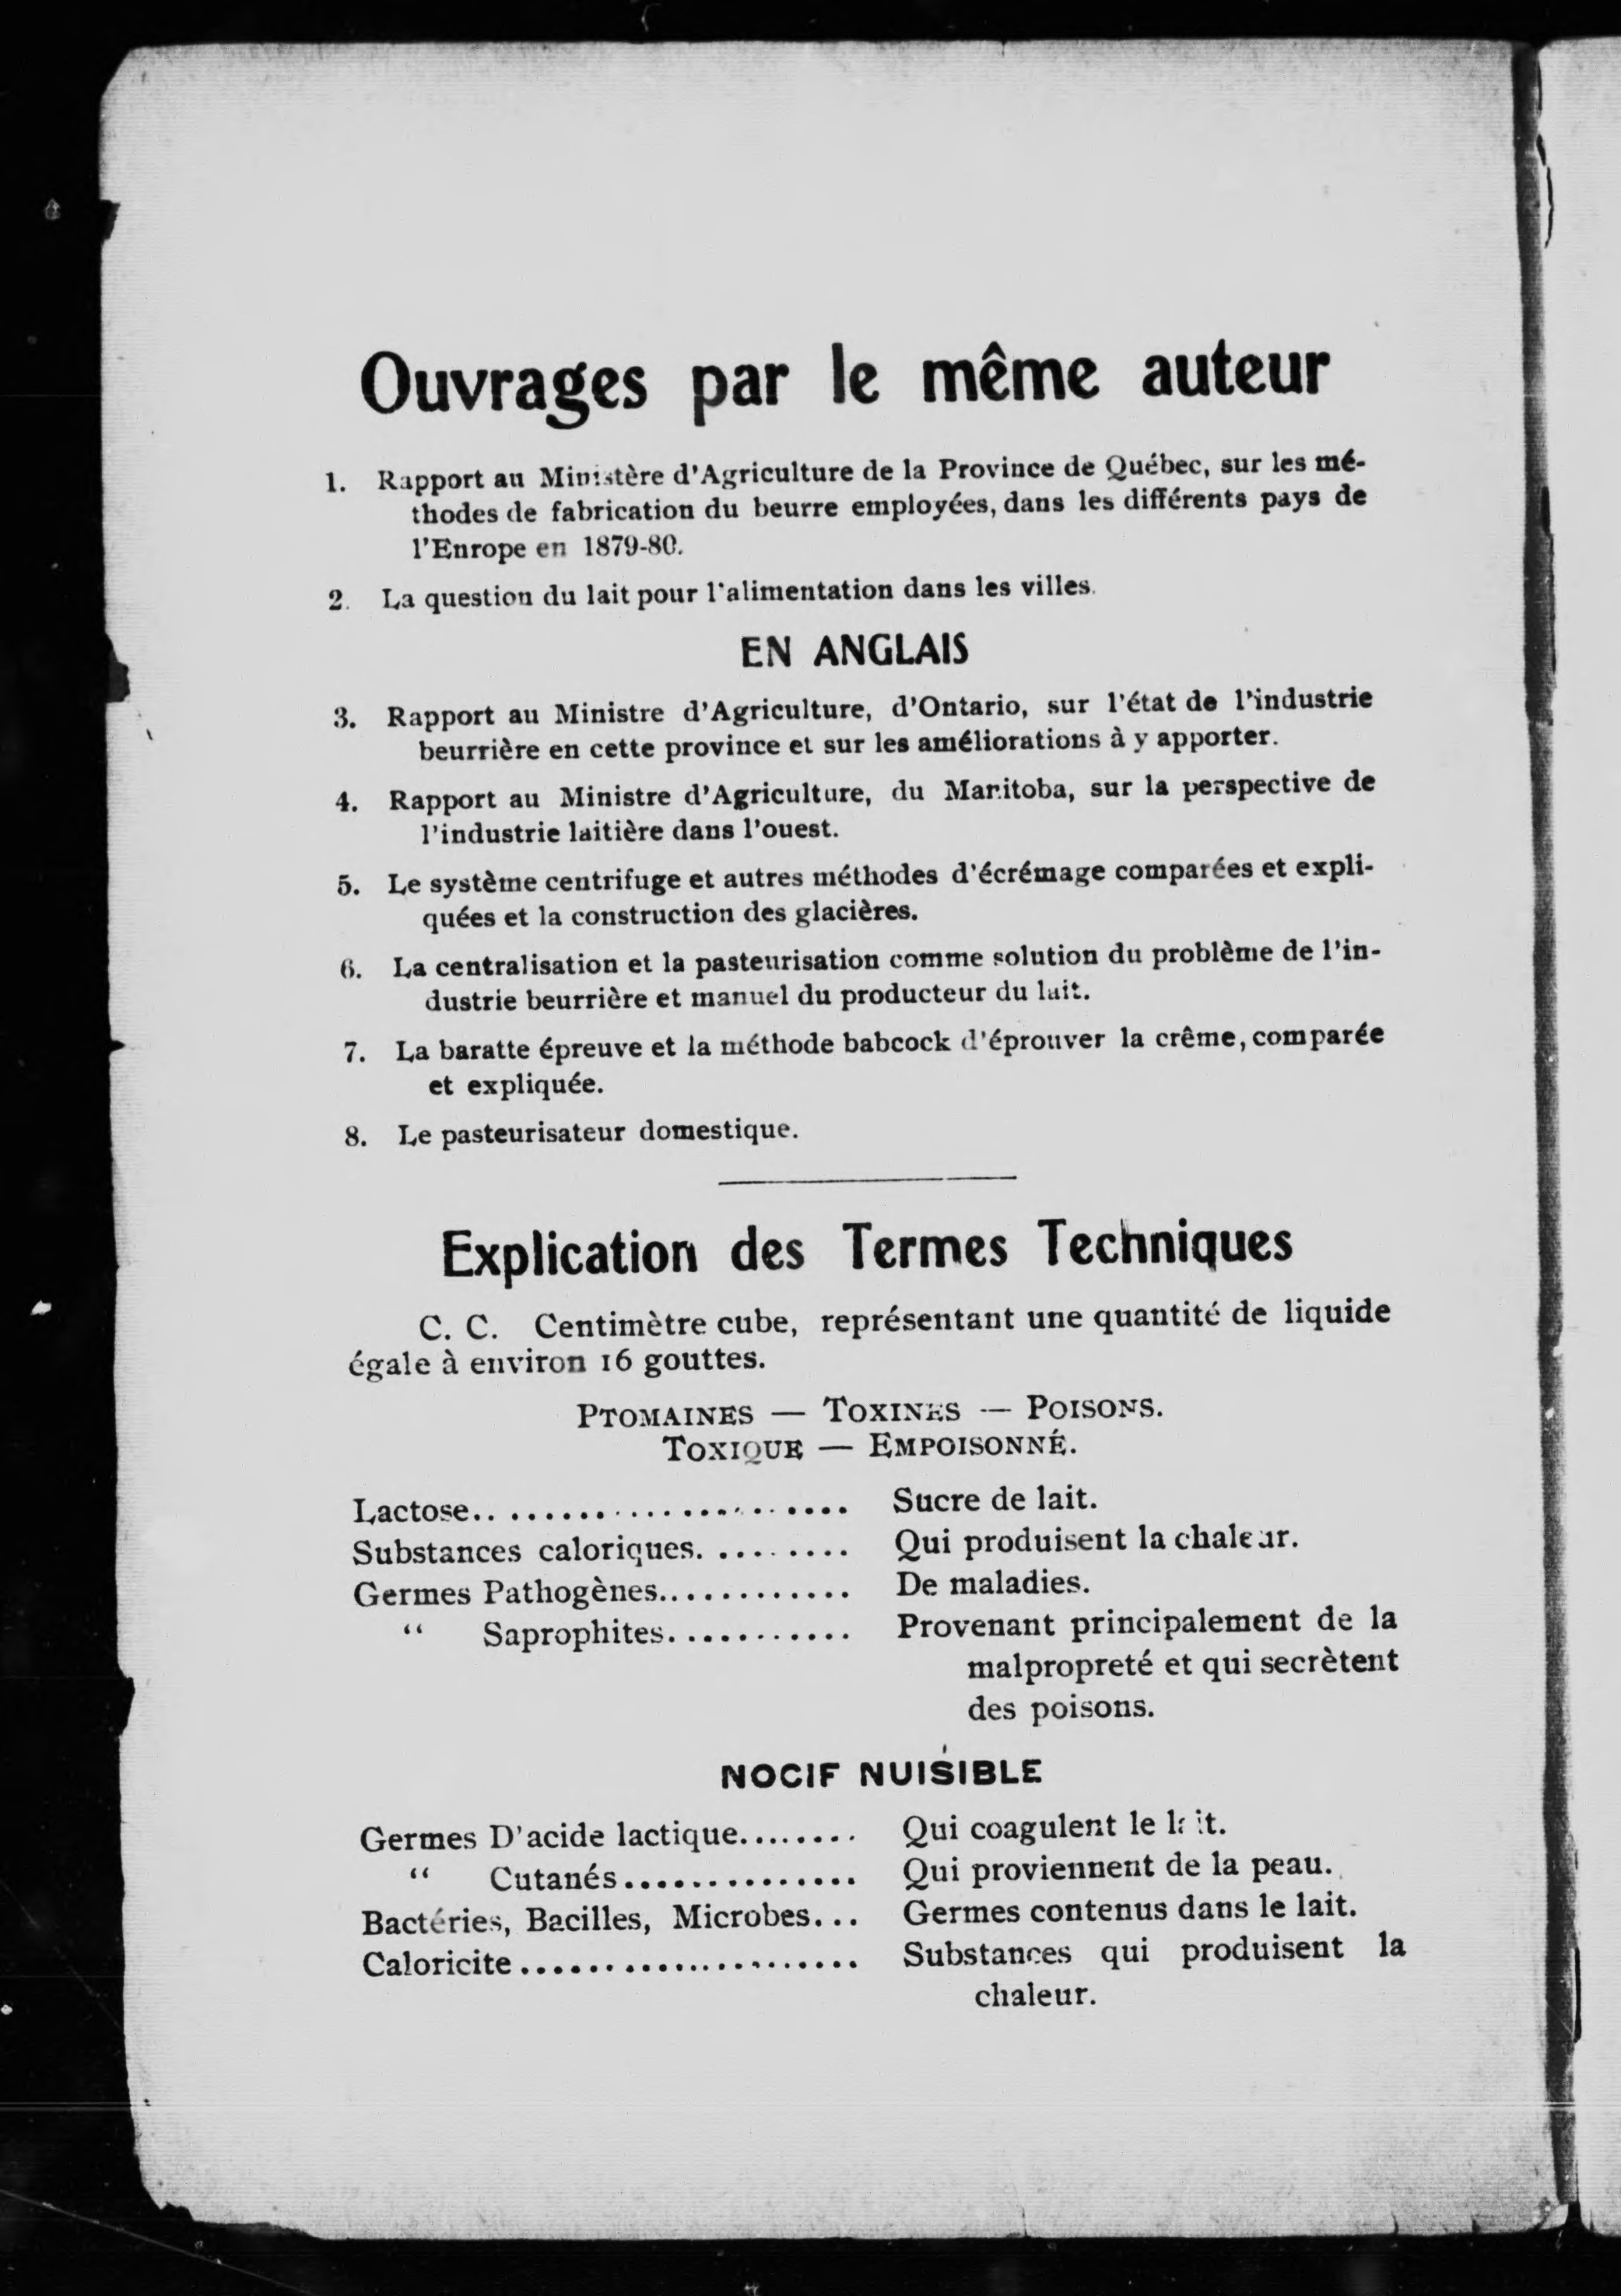 Ouvrages par le même auteur
1. Rapport au Ministère d'Agriculture de la Province de Québec, sur les mé-
thodes de fabrication du beurre employées, dans les différents pays de
l'Enrope en 1879-80.
2. La question du lait pour l'alimentation dans les villes.
EN ANGLAIS
3. Rapport au Ministre d'Agriculture, d'Ontario, sur l'état de l'industrie
beurrière en cette province et sur les améliorations à y apporter.
4. Rapport au Ministre d'Agriculture, du Manitoba, sur la perspective de
l'industrie laitière dans l'ouest.
5. Le système centrifuge et autres méthodes d'écrémage comparées et expli-
quées et la construction des glacières.
6. La centralisation et la pasteurisation comme solution du problème de l'in-
dustrie beurrière et manuel du producteur du lait.
7. La baratte épreuve et la méthode babcock d'éprouver la crême, comparée
et expliquée.
8. Le pasteurisateur domestique.
Explication des Termes Techniques
C. C. Centimètre cube, représentant une quantité de liquide
égale à environ 16 gouttes.
PTOMAINES — TOXINES — POISONS.
TOXIQUE — EMPOISONNÉ.
Lactose...................... Sucre de lait.
Substances caloriques......... Qui produisent la chaleur.
Germes Pathogènes............ De maladies.
“ Saprophites............ Provenant principalement de la
malpropreté et qui secrètent
des poisons.
NOCIF NUISIBLE
Germes D'acide lactique........ Qui coagulent le lait.
“ Cutanés.............. Qui proviennent de la peau.
Bactéries, Bacilles, Microbes... Germes contenus dans le lait.
Caloricite...................... Substances qui produisent la
chaleur.